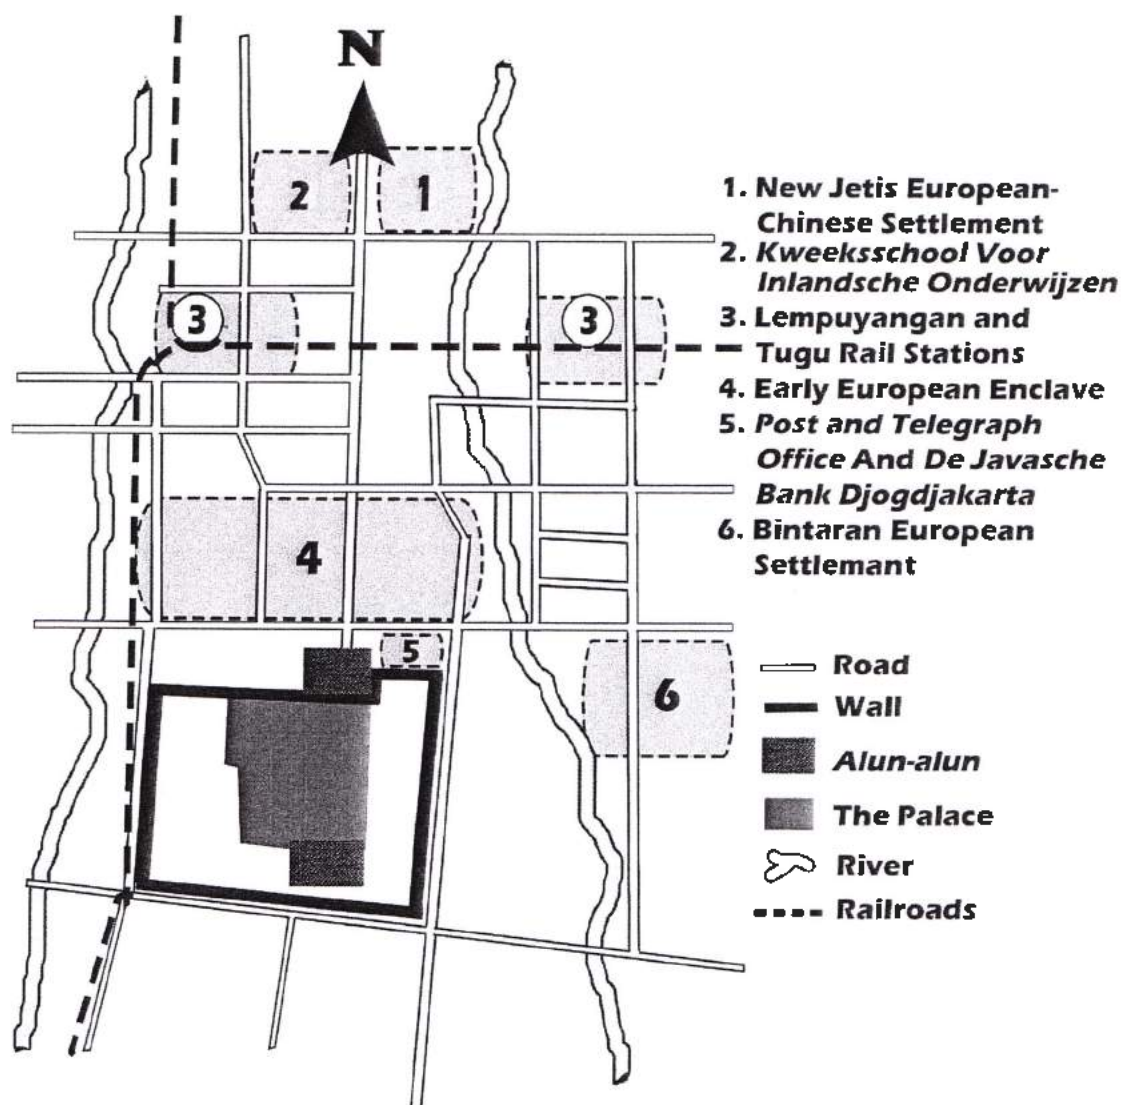 N
2
1
3
3
4
5
6
1. New Jetis European-
Chinese Settlement
2. Kweeksschool Voor
Inlandsche Onderwijzen
3. Lempuyangan and
Tugu Rail Stations
4. Early European Enclave
5. Post and Telegraph
Office And De Javasche
Bank Djogdjakarta
6. Bintaran European
Settlemant
Road
Wall
Alun-alun
The Palace
River
Railroads